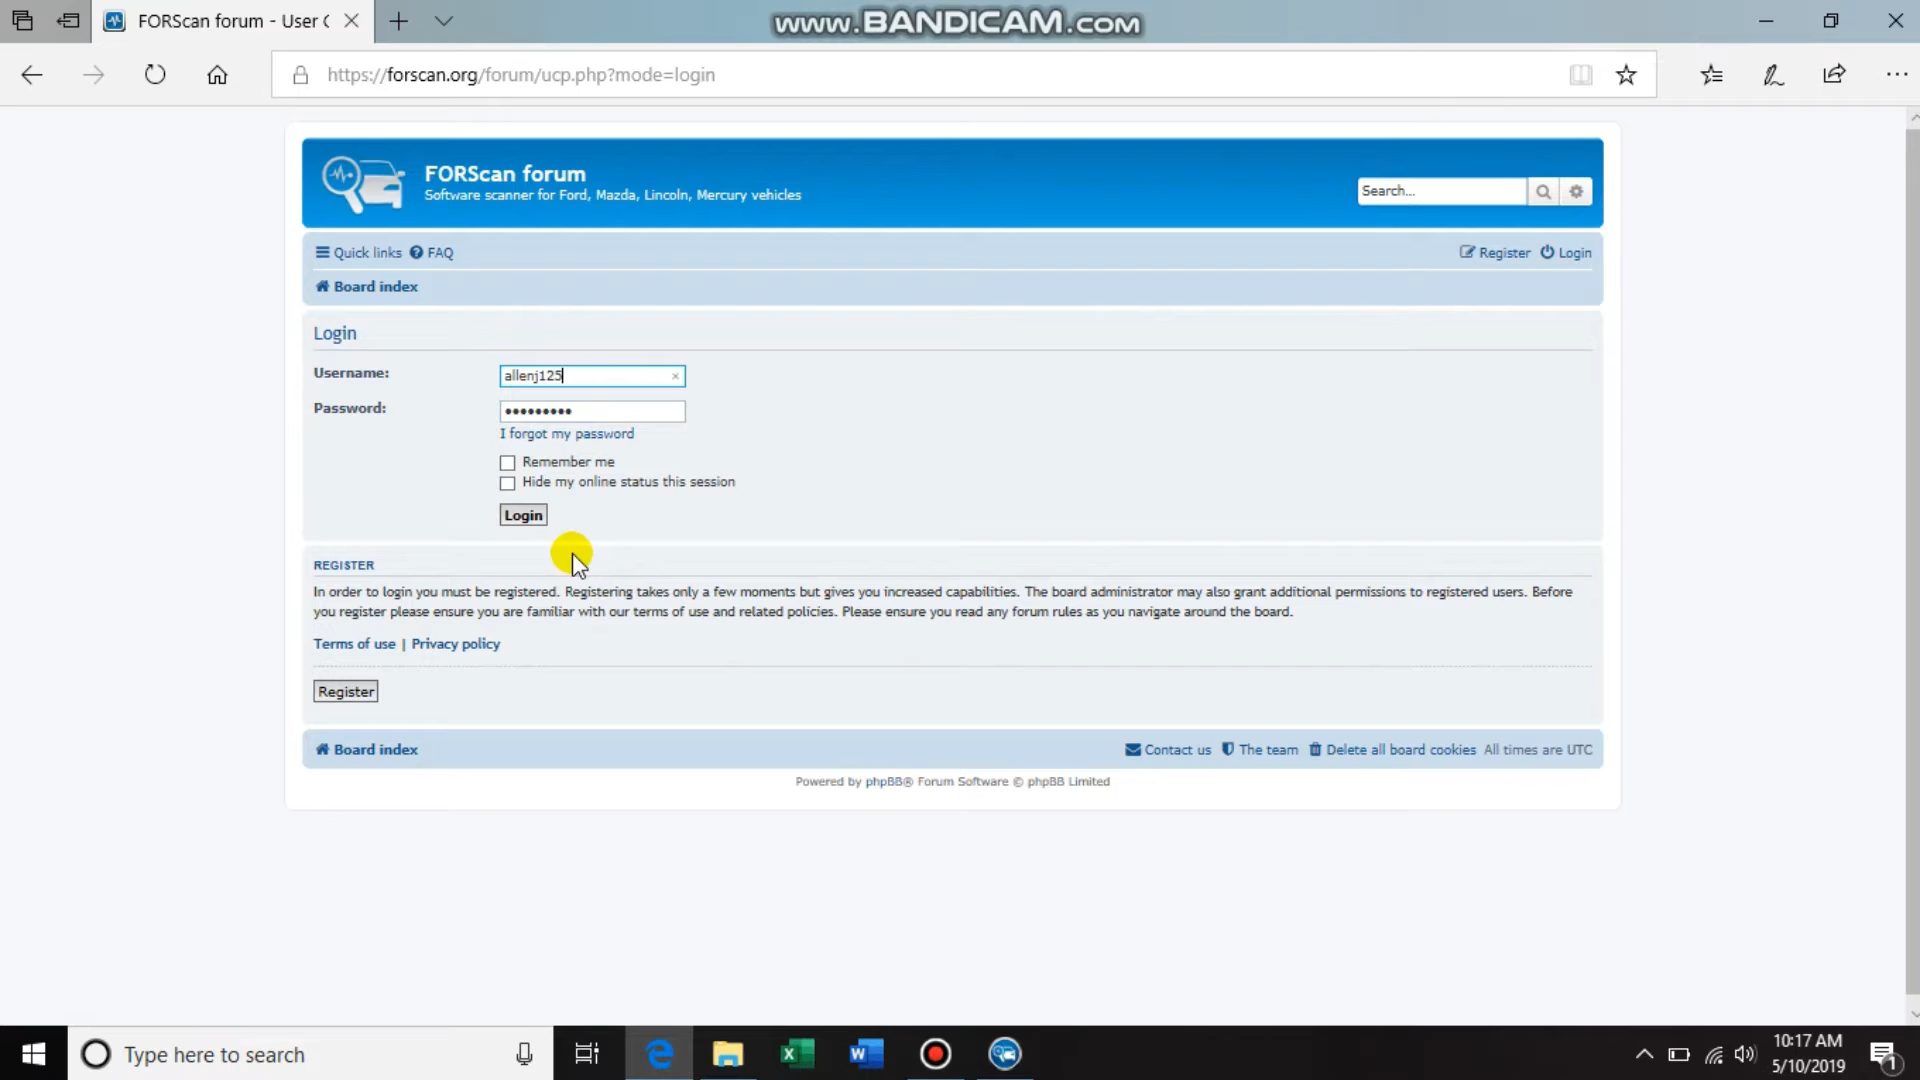 FORScan forum - User C
www.BANDICAM.com
https://forscan.org/forum/ucp.php?mode=login
FORScan forum
Software scanner for Ford, Mazda, Lincoln, Mercury vehicles
Search...
Quick links FAQ
Register Login
Board index
Login
Username:
allenj125
Password:
•••••••••
I forgot my password
Remember me
Hide my online status this session
Login
REGISTER
In order to login you must be registered. Registering takes only a few moments but gives you increased capabilities. The board administrator may also grant additional permissions to registered users. Before
you register please ensure you are familiar with our terms of use and related policies. Please ensure you read any forum rules as you navigate around the board.
Terms of use | Privacy policy
Register
Board index
Contact us The team Delete all board cookies All times are UTC
Powered by phpBB® Forum Software © phpBB Limited
Type here to search
10:17 AM
5/10/2019
1